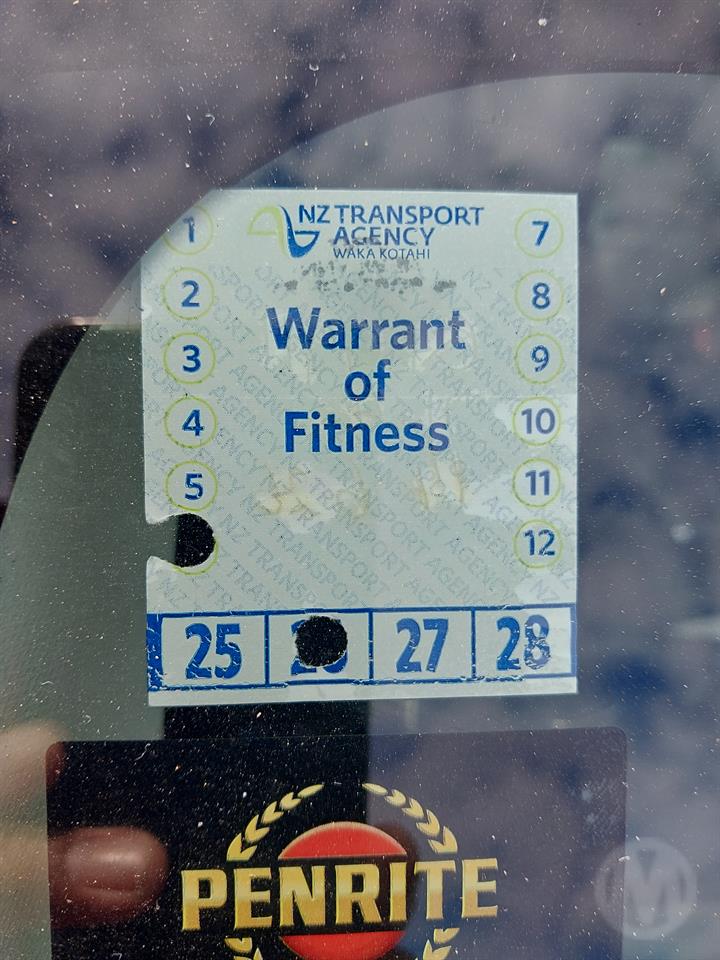 NZ TRANSPORT
AGENCY
WAKA KOTAHI
Warrant
of
Fitness
1
2
3
4
5
7
8
9
10
11
12
25 27 28
PENRITE
M